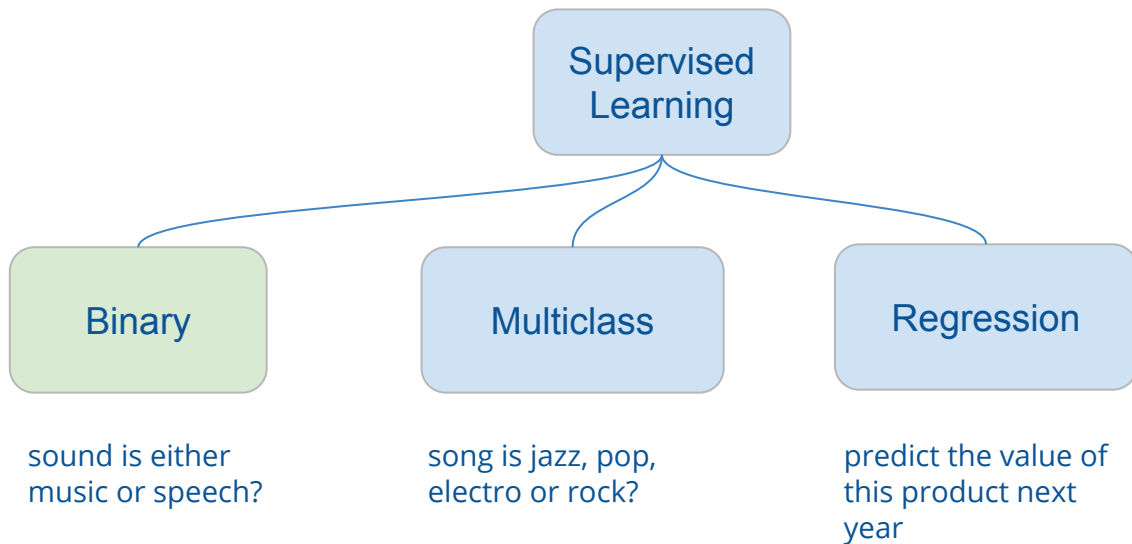 Supervised
Learning
Binary
Multiclass
Regression
sound is either
music or speech?
song is jazz, pop,
electro or rock?
predict the value of
this product next
year